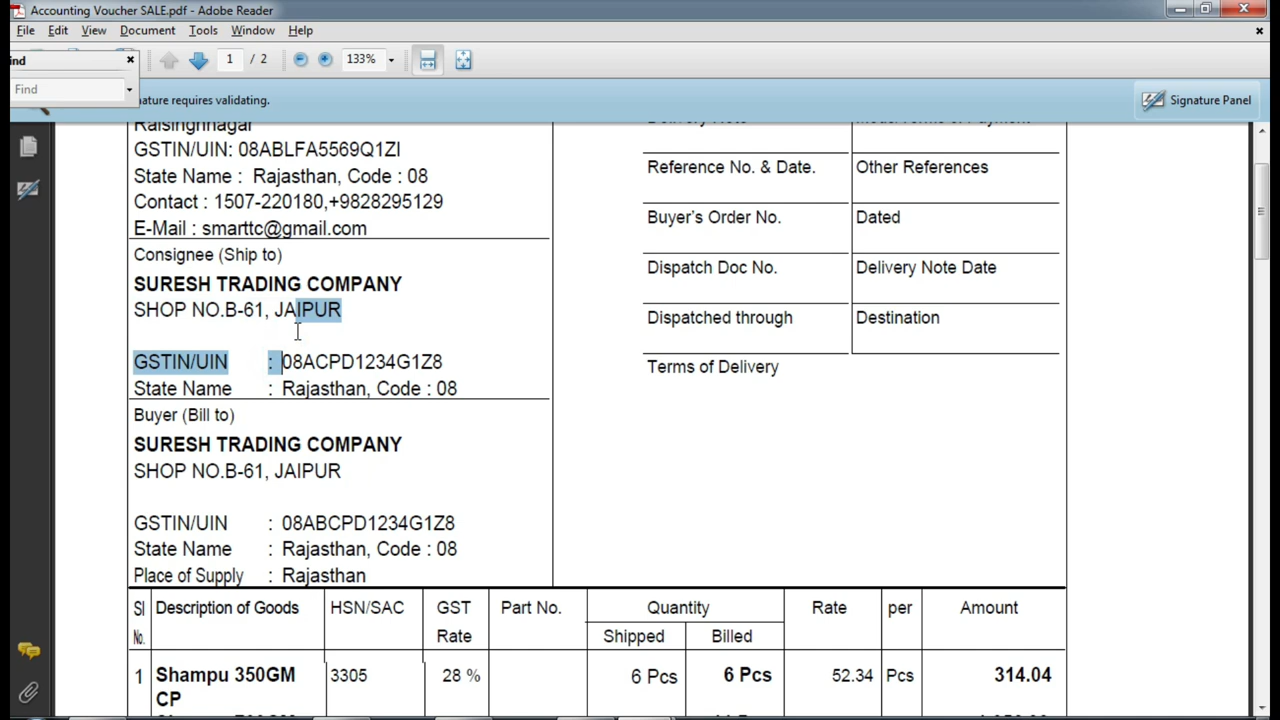 Accounting Voucher SALE.pdf - Adobe Reader
File Edit View Document Tools Window Help
ind
1 / 2 133%
Find
ature requires validating.
Signature Panel
Raisinghnagar
GSTIN/UIN: 08ABLFA5569Q1ZI
State Name : Rajasthan, Code : 08
Contact : 1507-220180,+9828295129
E-Mail : smarttc@gmail.com
Consignee (Ship to)
SURESH TRADING COMPANY
SHOP NO.B-61, JAIPUR
GSTIN/UIN : 08ACPD1234G1Z8
State Name : Rajasthan, Code : 08
Buyer (Bill to)
SURESH TRADING COMPANY
SHOP NO.B-61, JAIPUR
GSTIN/UIN : 08ABCPD1234G1Z8
State Name : Rajasthan, Code : 08
Place of Supply : Rajasthan
Reference No. & Date. Other References
Buyer's Order No. Dated
Dispatch Doc No. Delivery Note Date
Dispatched through Destination
Terms of Delivery
Sl No. Description of Goods HSN/SAC GST Rate Part No. Quantity Rate per Amount
Shipped Billed
1 Shampu 350GM 3305 28 % 6 Pcs 6 Pcs 52.34 Pcs 314.04
CP